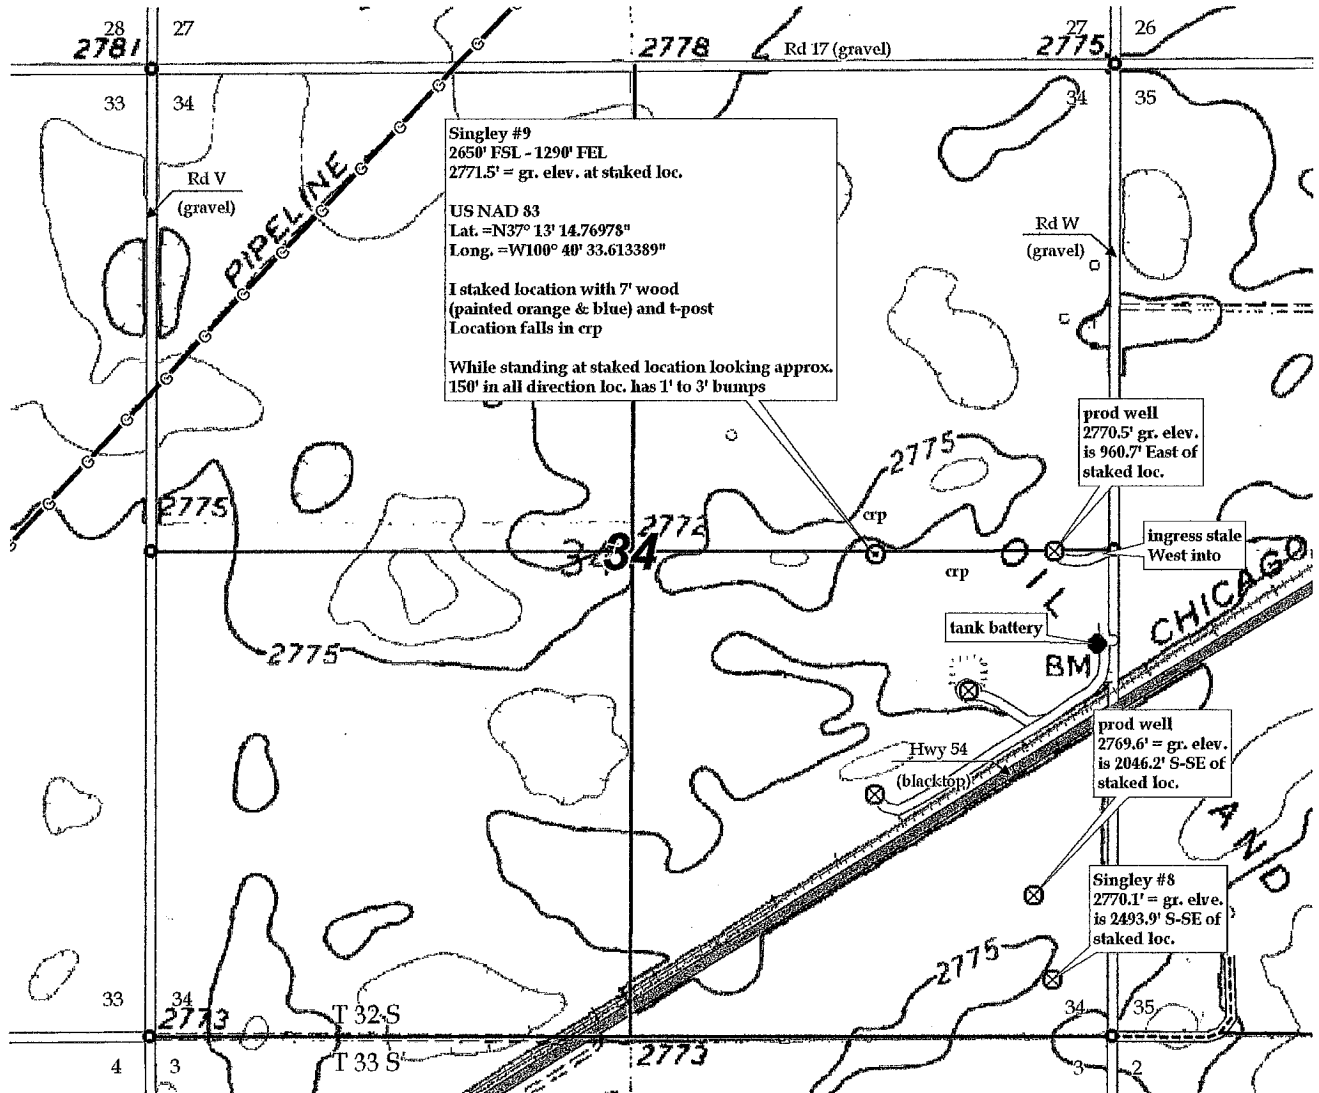 28
27
27
26
2781
2778
Rd 17 (gravel)
2775
33
34
34
35
Singley #9
2650' FSL - 1290' FEL
2771.5' = gr. elev. at staked loc.
US NAD 83
Lat. =N37° 13' 14.76978"
Long. =W100° 40' 33.613389"
I staked location with 7' wood
(painted orange & blue) and t-post
Location falls in crp
While standing at staked location looking approx.
150' in all direction loc. has 1' to 3' bumps
Rd V
(gravel)
PIPELINE
Rd W
(gravel)
prod well
2770.5' gr. elev.
is 960.7' East of
staked loc.
2775
2775
2772
crp
34
34
crp
ingress stale
West into
OIL
CHICAGO
tank battery
2775
BM
prod well
2769.6' = gr. elev.
is 2046.2' S-SE of
staked loc.
Hwy 54
(blacktop)
AND
Singley #8
2770.1' = gr. elve.
is 2493.9' S-SE of
staked loc.
2775
33
34
34
35
2773
T 32 S
T 33 S
2773
4
3
3
2
G
G
G
G
G
G
G
G
G
G
G
G